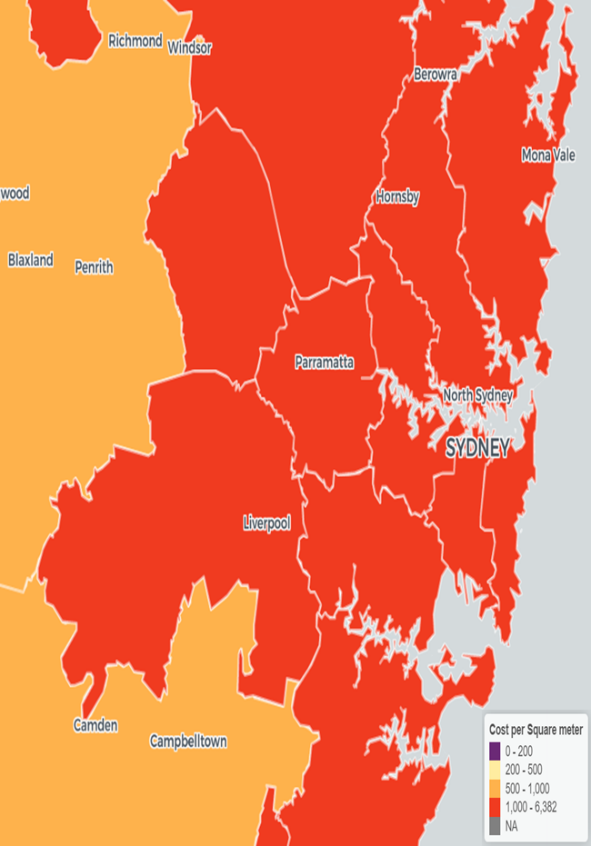 Richmond
Windsor
Berowra
Mona Vale
wood
Hornsby
Blaxland
Penrith
Parramatta
North Sydney
SYDNEY
Liverpool
Camden
Campbelltown
Cost per Square meter
0 - 200
200 - 500
500 - 1,000
1,000 - 6,382
NA